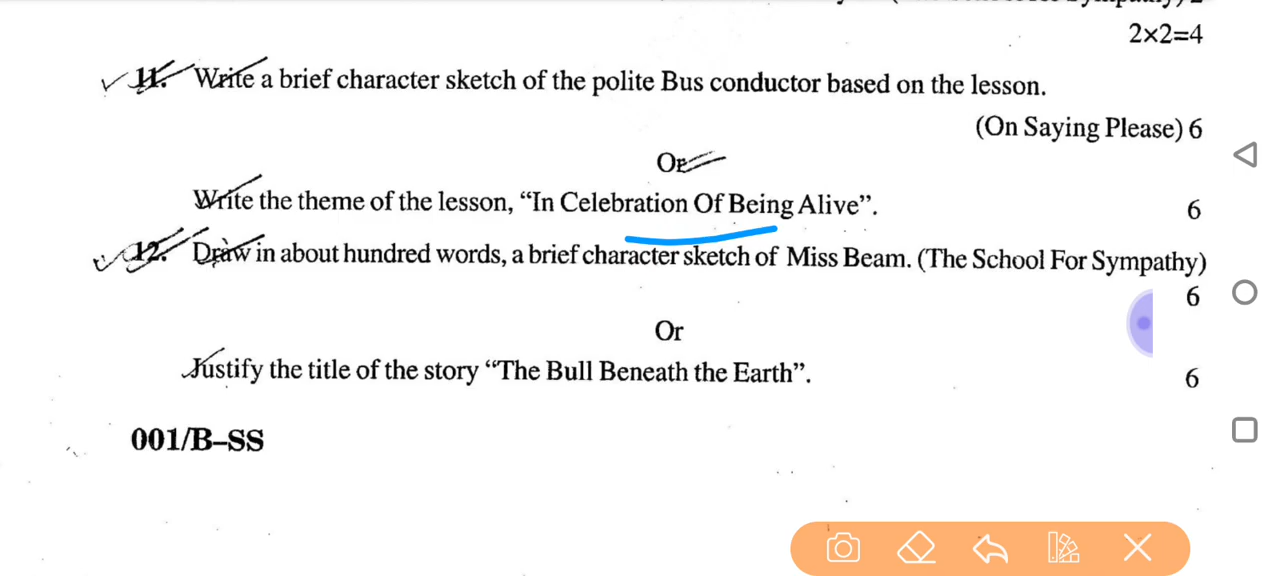 2×2=4
11. Write a brief character sketch of the polite Bus conductor based on the lesson.
(On Saying Please) 6
Or
Write the theme of the lesson, “In Celebration Of Being Alive”. 6
12. Draw in about hundred words, a brief character sketch of Miss Beam. (The School For Sympathy)
6
Or
Justify the title of the story “The Bull Beneath the Earth”. 6
001/B–SS